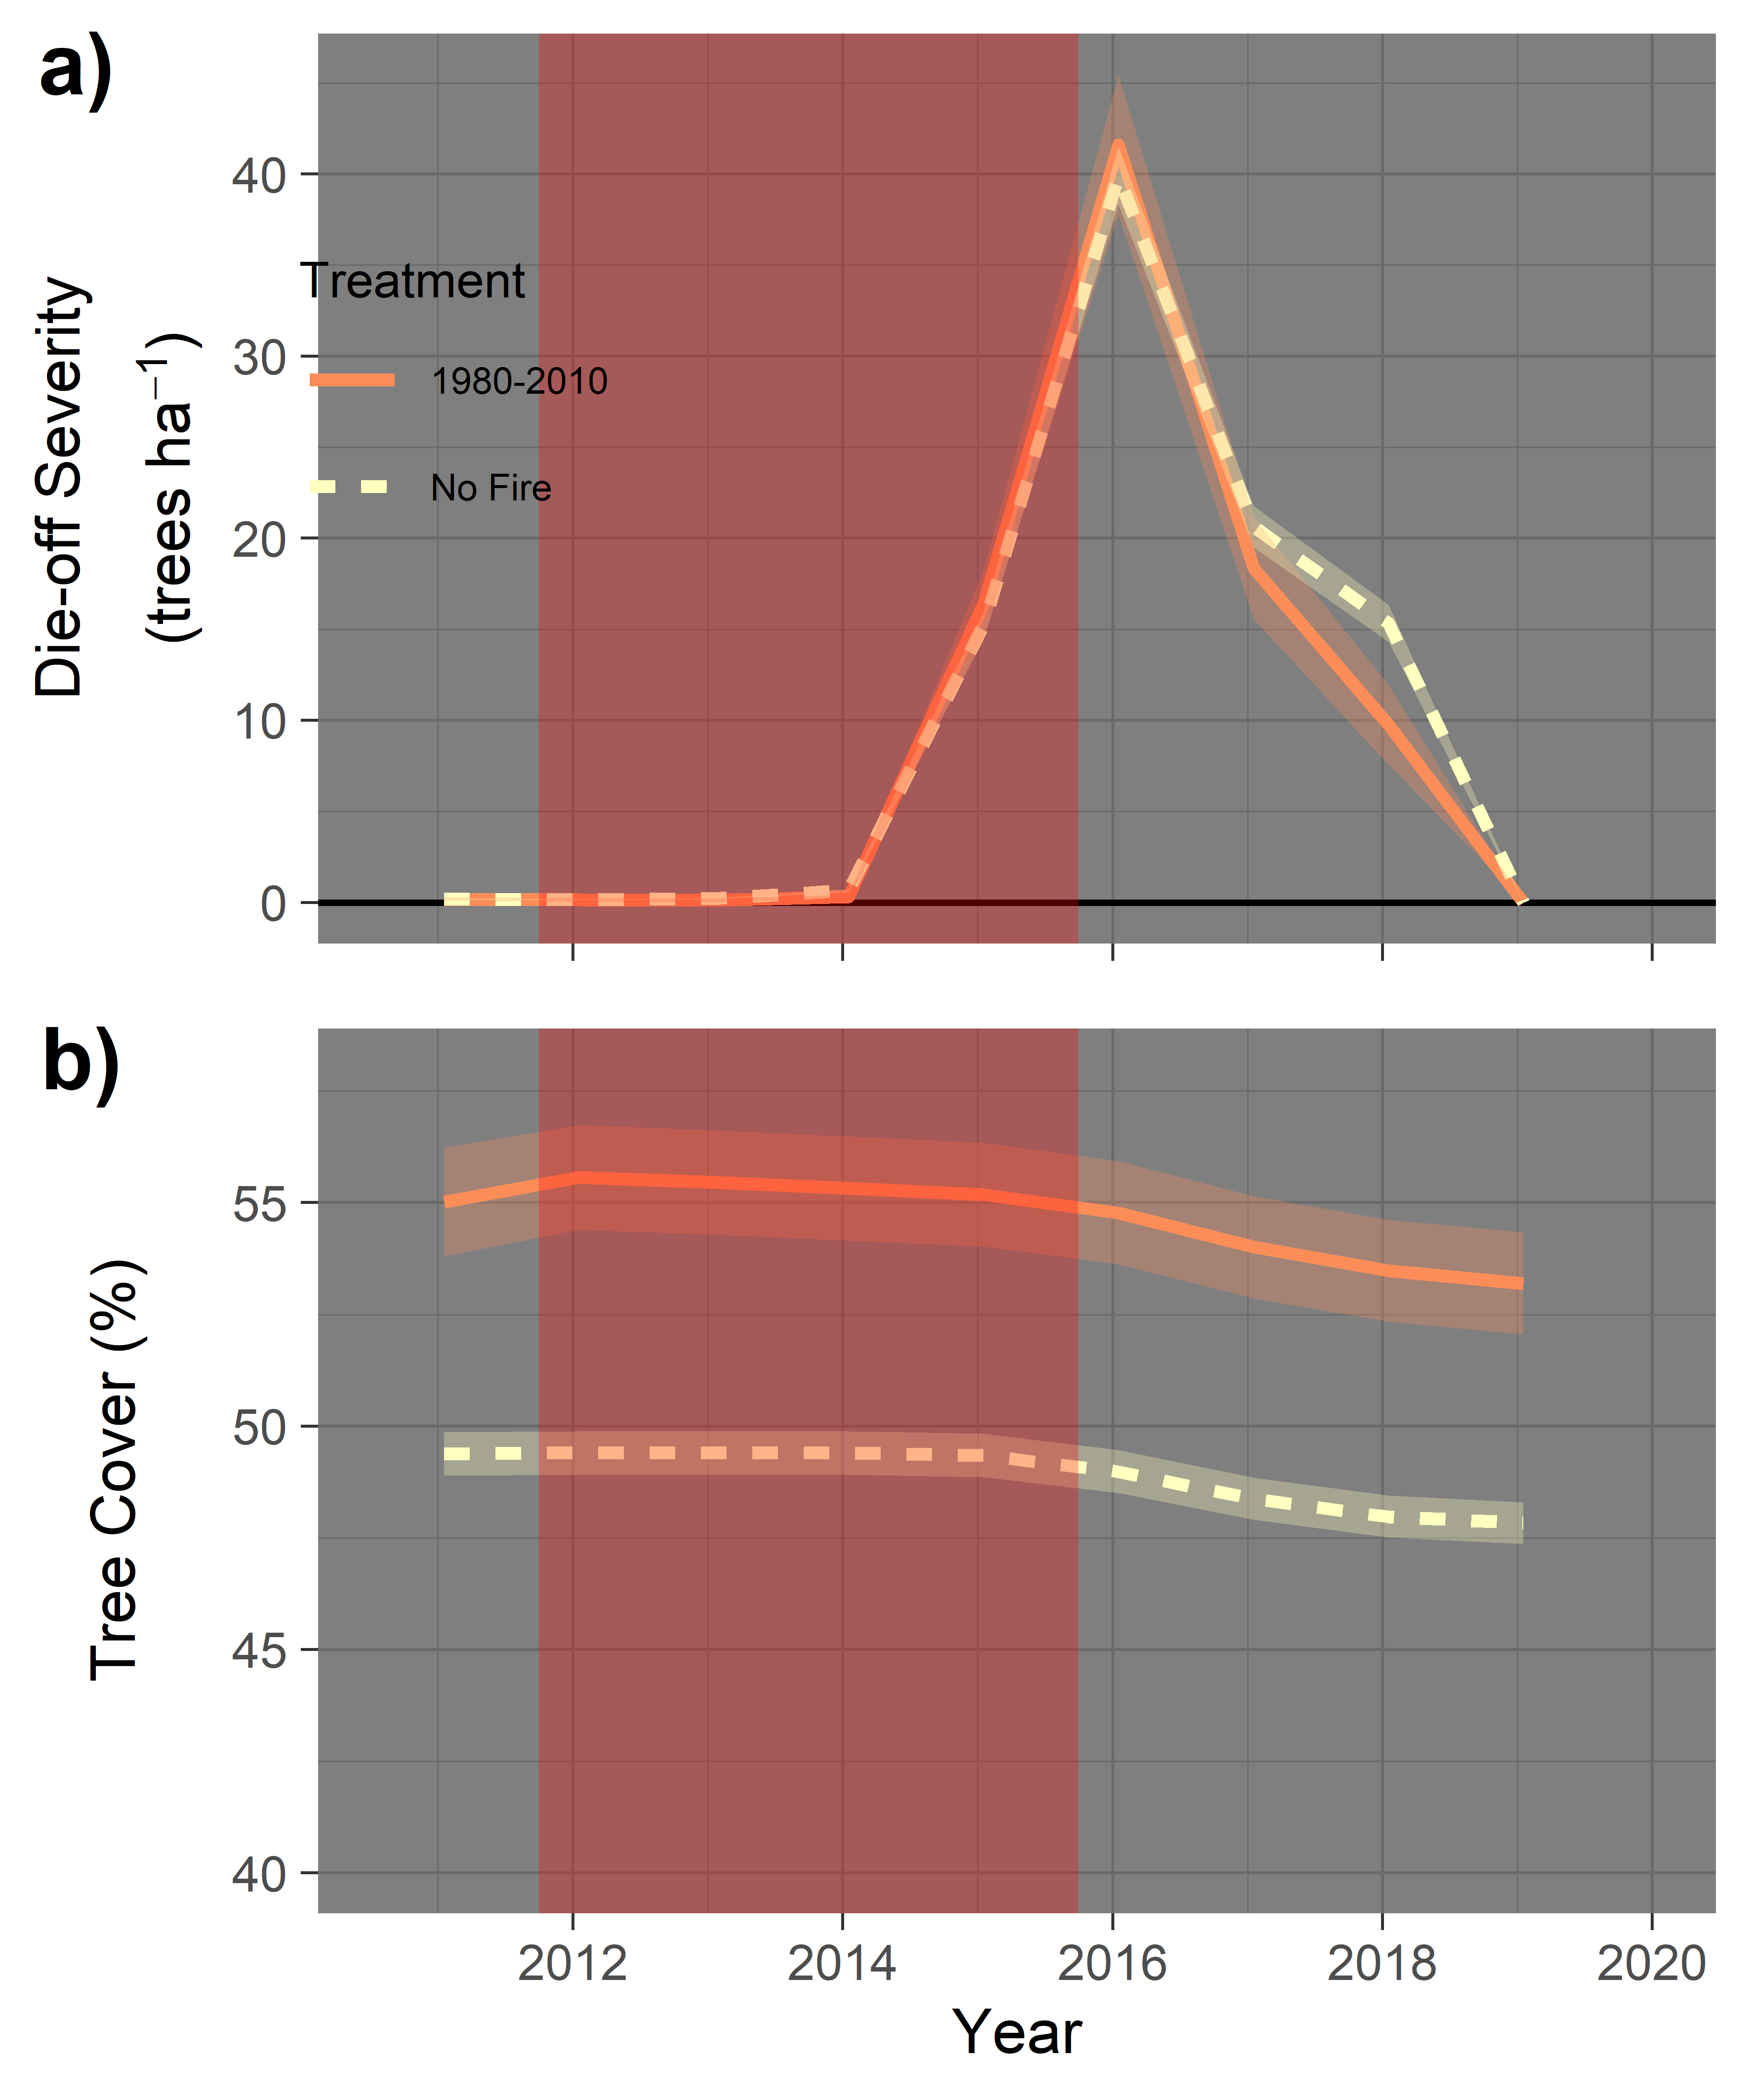 a)
Die-off Severity
(trees ha⁻¹)
40
30
20
10
0
Treatment
1980-2010
No Fire
b)
Tree Cover (%)
55
50
45
40
2012 2014 2016 2018 2020
Year